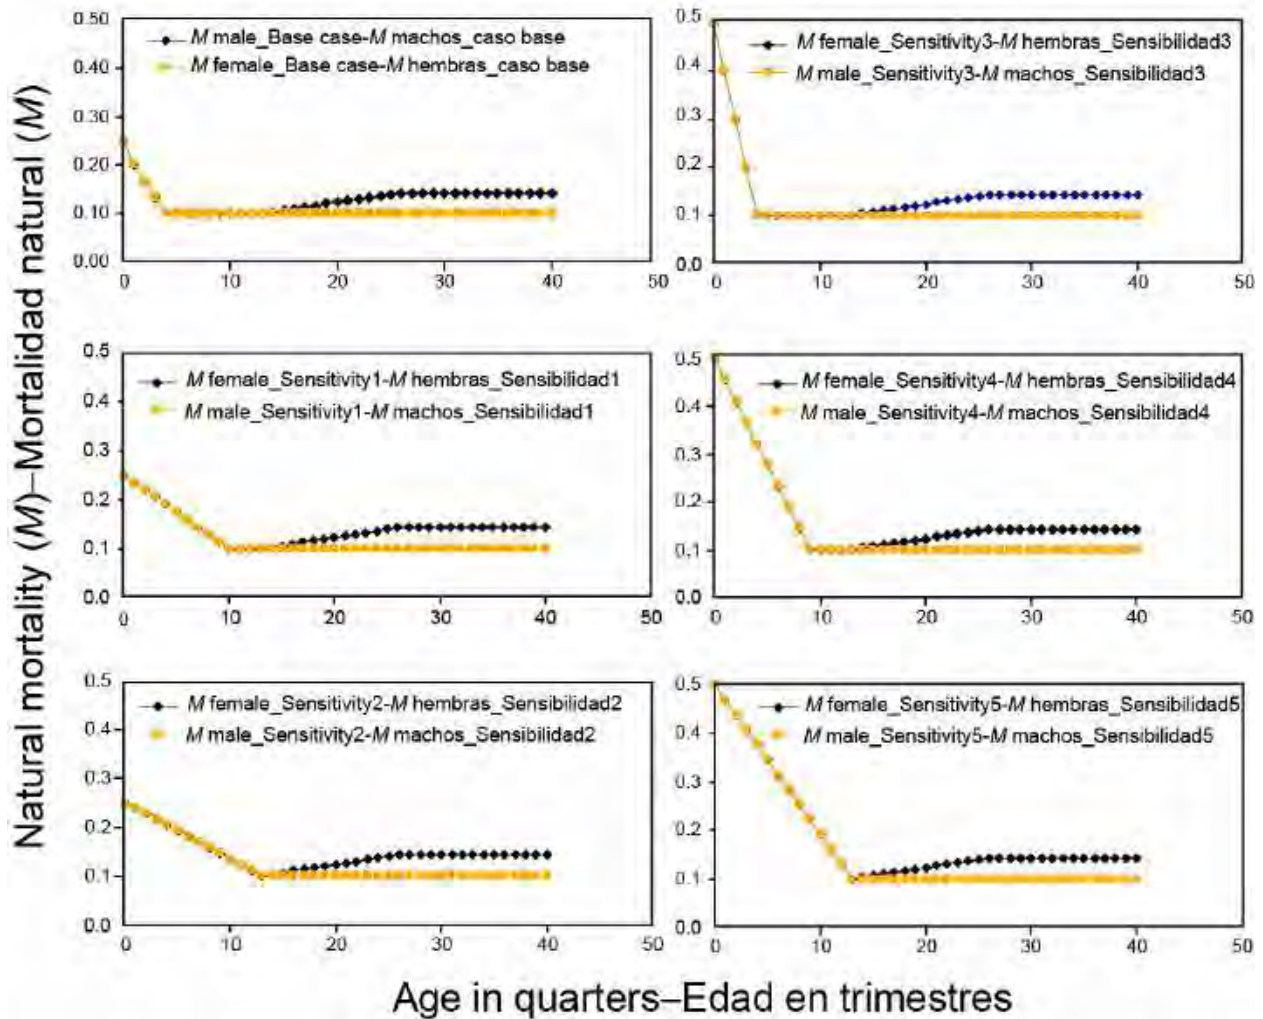 Natural mortality (M)–Mortalidad natural (M)
M male_Base case-M machos_caso base
M female_Base case-M hembras_caso base
0.50
0.40
0.30
0.20
0.10
0.00
0 10 20 30 40 50
M female_Sensitivity3-M hembras_Sensibilidad3
M male_Sensitivity3-M machos_Sensibilidad3
0.5
0.4
0.3
0.2
0.1
0.0
0 10 20 30 40 50
M female_Sensitivity1-M hembras_Sensibilidad1
M male_Sensitivity1-M machos_Sensibilidad1
0.5
0.4
0.3
0.2
0.1
0.0
0 10 20 30 40 50
M female_Sensitivity4-M hembras_Sensibilidad4
M male_Sensitivity4-M machos_Sensibilidad4
0.5
0.4
0.3
0.2
0.1
0.0
0 10 20 30 40 50
M female_Sensitivity2-M hembras_Sensibilidad2
M male_Sensitivity2-M machos_Sensibilidad2
0.5
0.4
0.3
0.2
0.1
0.0
0 10 20 30 40 50
M female_Sensitivity5-M hembras_Sensibilidad5
M male_Sensitivity5-M machos_Sensibilidad5
0.5
0.4
0.3
0.2
0.1
0.0
0 10 20 30 40 50
Age in quarters–Edad en trimestres